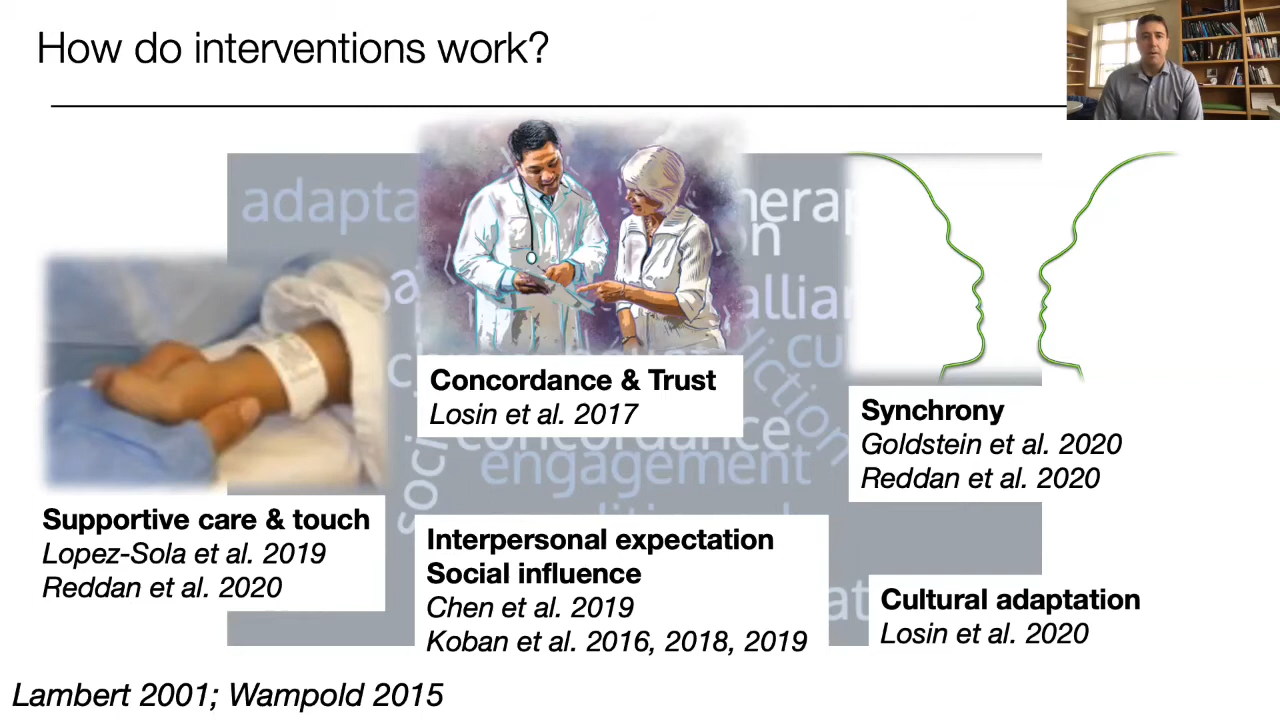 How do interventions work?
Concordance & Trust
Losin et al. 2017
Synchrony
Goldstein et al. 2020
Reddan et al. 2020
Supportive care & touch
Lopez-Sola et al. 2019
Reddan et al. 2020
Interpersonal expectation
Social influence
Chen et al. 2019
Koban et al. 2016, 2018, 2019
Cultural adaptation
Losin et al. 2020
Lambert 2001; Wampold 2015
concordance
engagement